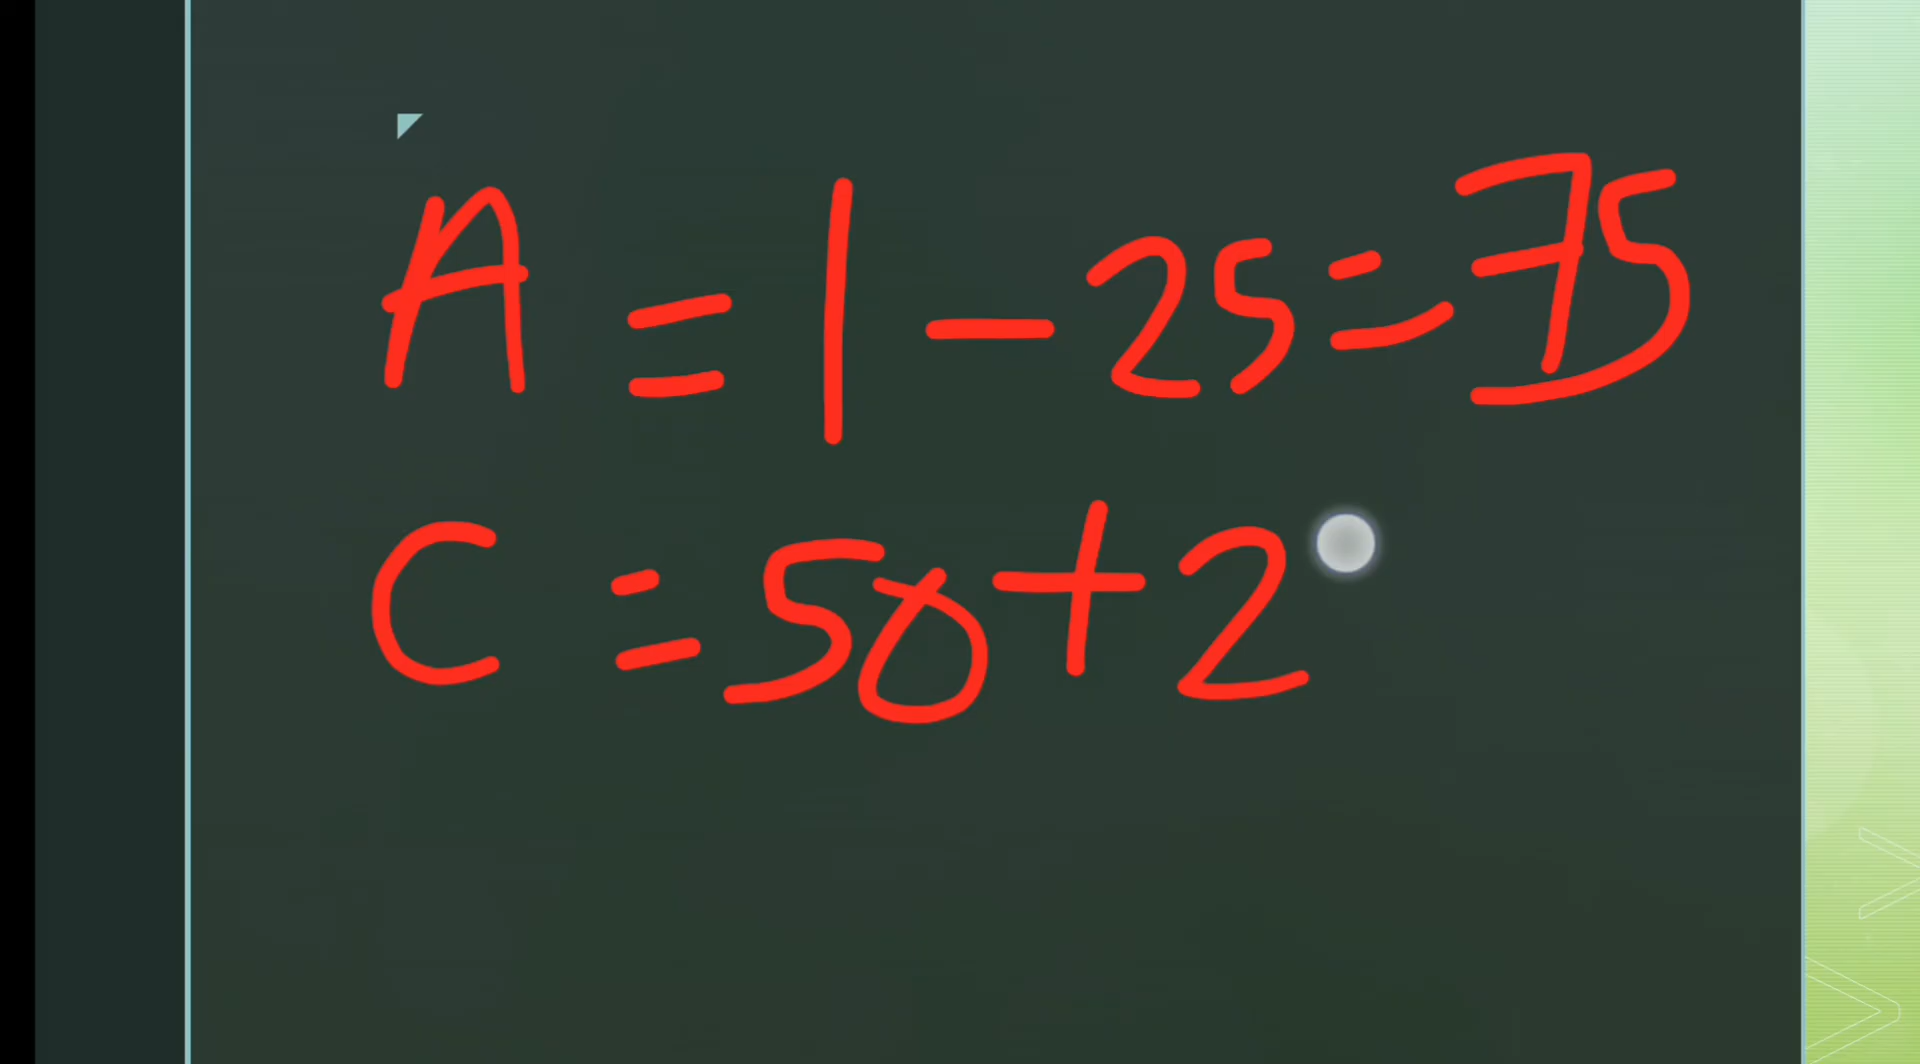 A = 1 - 25 = 75
C = 50 + 2